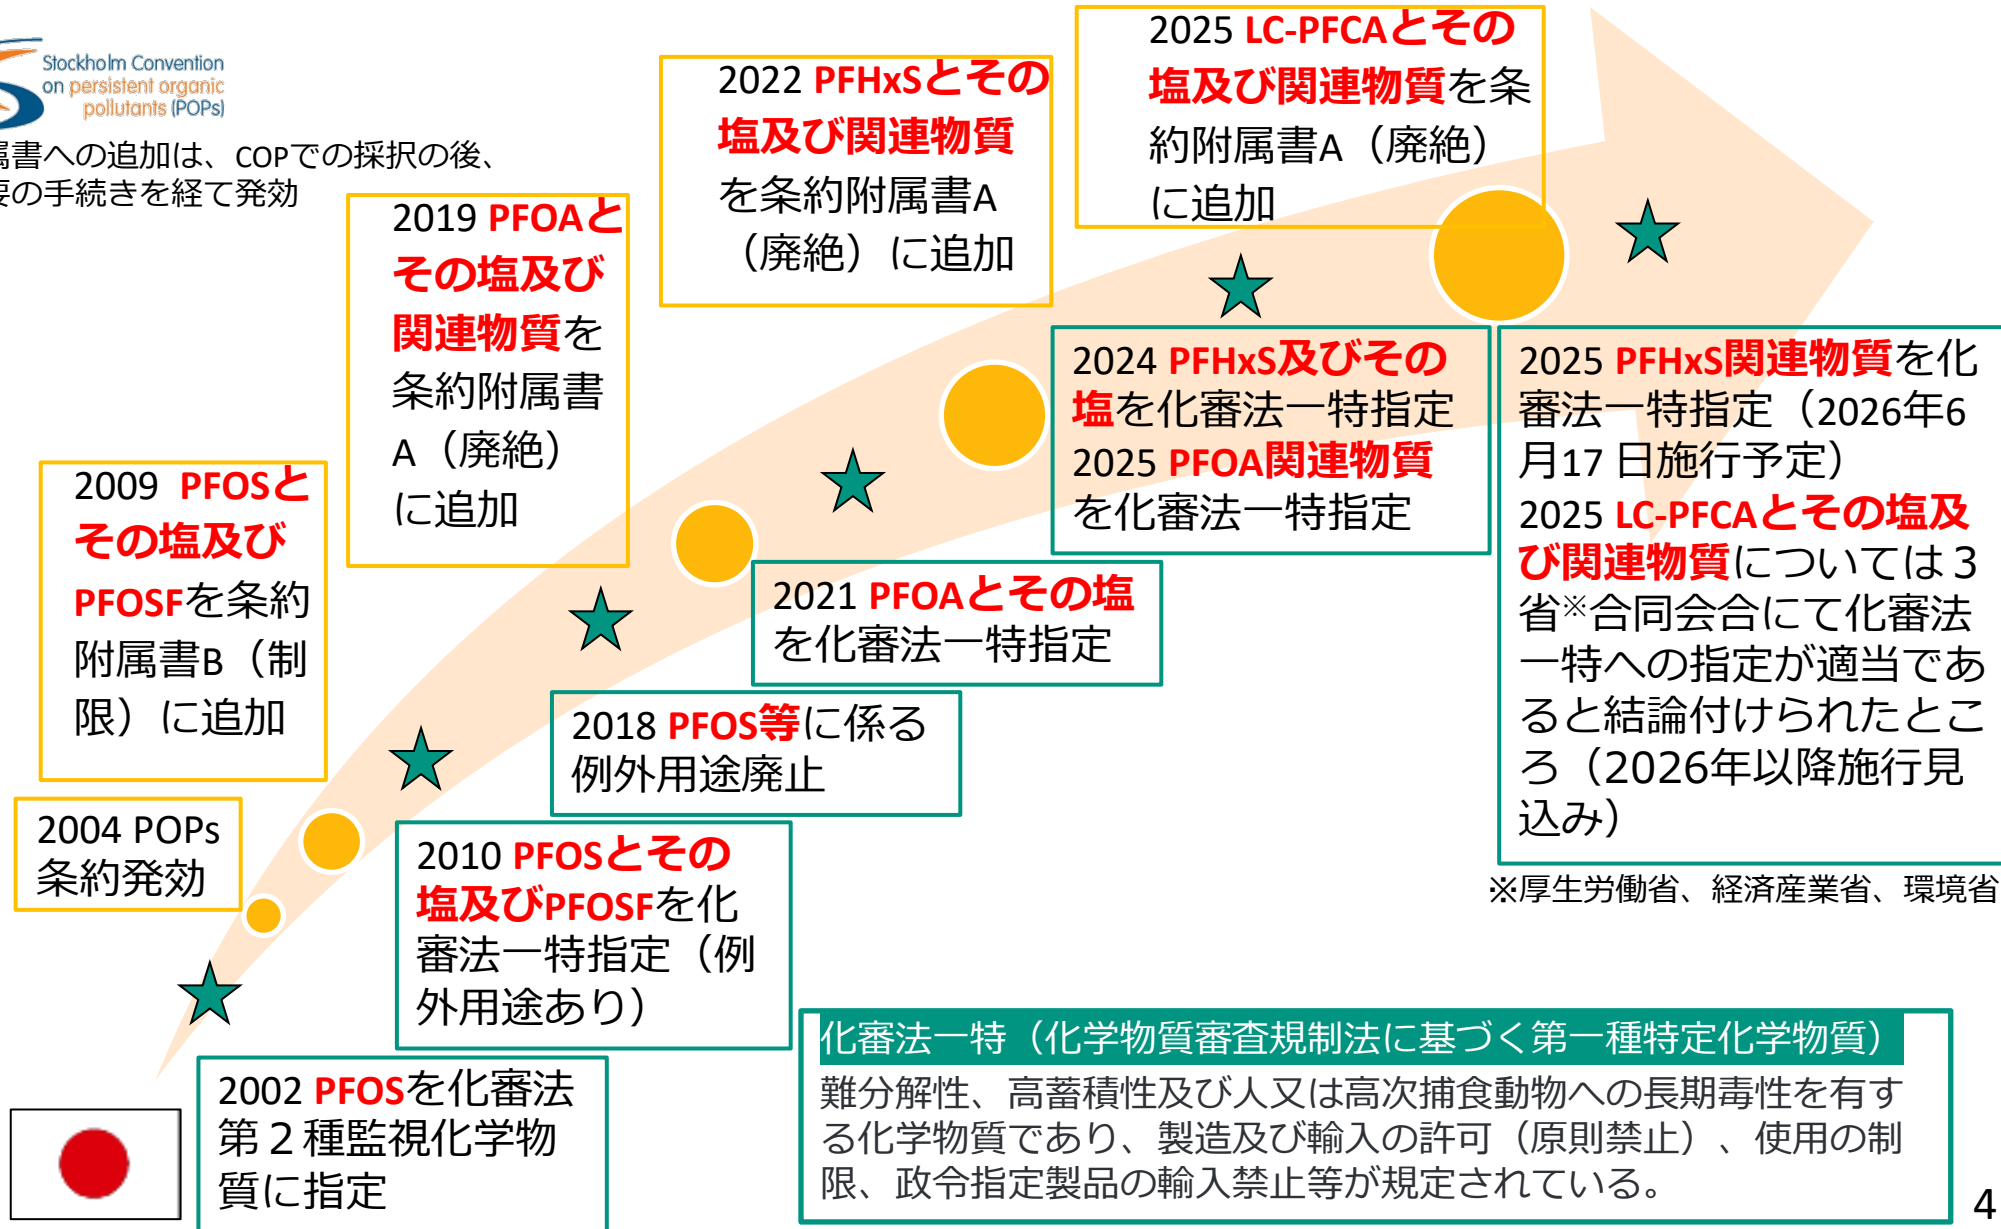 Stockholm Convention
on persistent organic
pollutants (POPs)
属書への追加は、COPでの採択の後、
要の手続きを経て発効
2004 POPs
条約発効
2009 PFOSと
その塩及び
PFOSFを条約
附属書B（制
限）に追加
2019 PFOAと
その塩及び
関連物質を
条約附属書
A（廃絶）
に追加
2022 PFHxSとその
塩及び関連物質
を条約附属書A
（廃絶）に追加
2025 LC-PFCAとその
塩及び関連物質を条
約附属書A（廃絶）
に追加
2002 PFOSを化審法
第２種監視化学物
質に指定
2010 PFOSとその
塩及びPFOSFを化
審法一特指定（例
外用途あり）
2018 PFOS等に係る
例外用途廃止
2021 PFOAとその塩
を化審法一特指定
2024 PFHxS及びその
塩を化審法一特指定
2025 PFOA関連物質
を化審法一特指定
2025 PFHxS関連物質を化
審法一特指定（2026年6
月17日施行予定）
2025 LC-PFCAとその塩及
び関連物質については３
省※合同会合にて化審法
一特への指定が適当であ
ると結論付けられたとこ
ろ（2026年以降施行見
込み）
※厚生労働省、経済産業省、環境省
化審法一特（化学物質審査規制法に基づく第一種特定化学物質）
難分解性、高蓄積性及び人又は高次捕食動物への長期毒性を有す
る化学物質であり、製造及び輸入の許可（原則禁止）、使用の制
限、政令指定製品の輸入禁止等が規定されている。
4